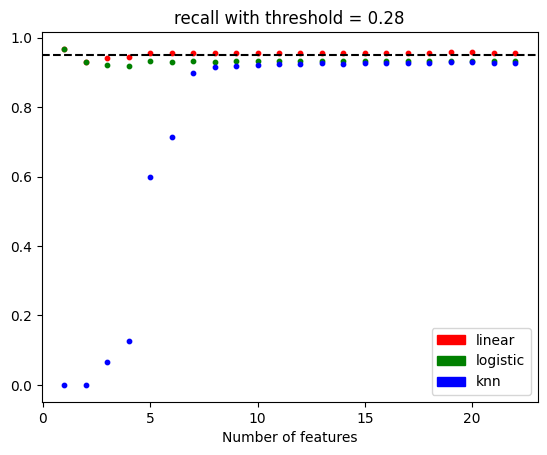 recall with threshold = 0.28
1.0
0.8
0.6
0.4
0.2
0.0
linear
logistic
knn
0 5 10 15 20
Number of features